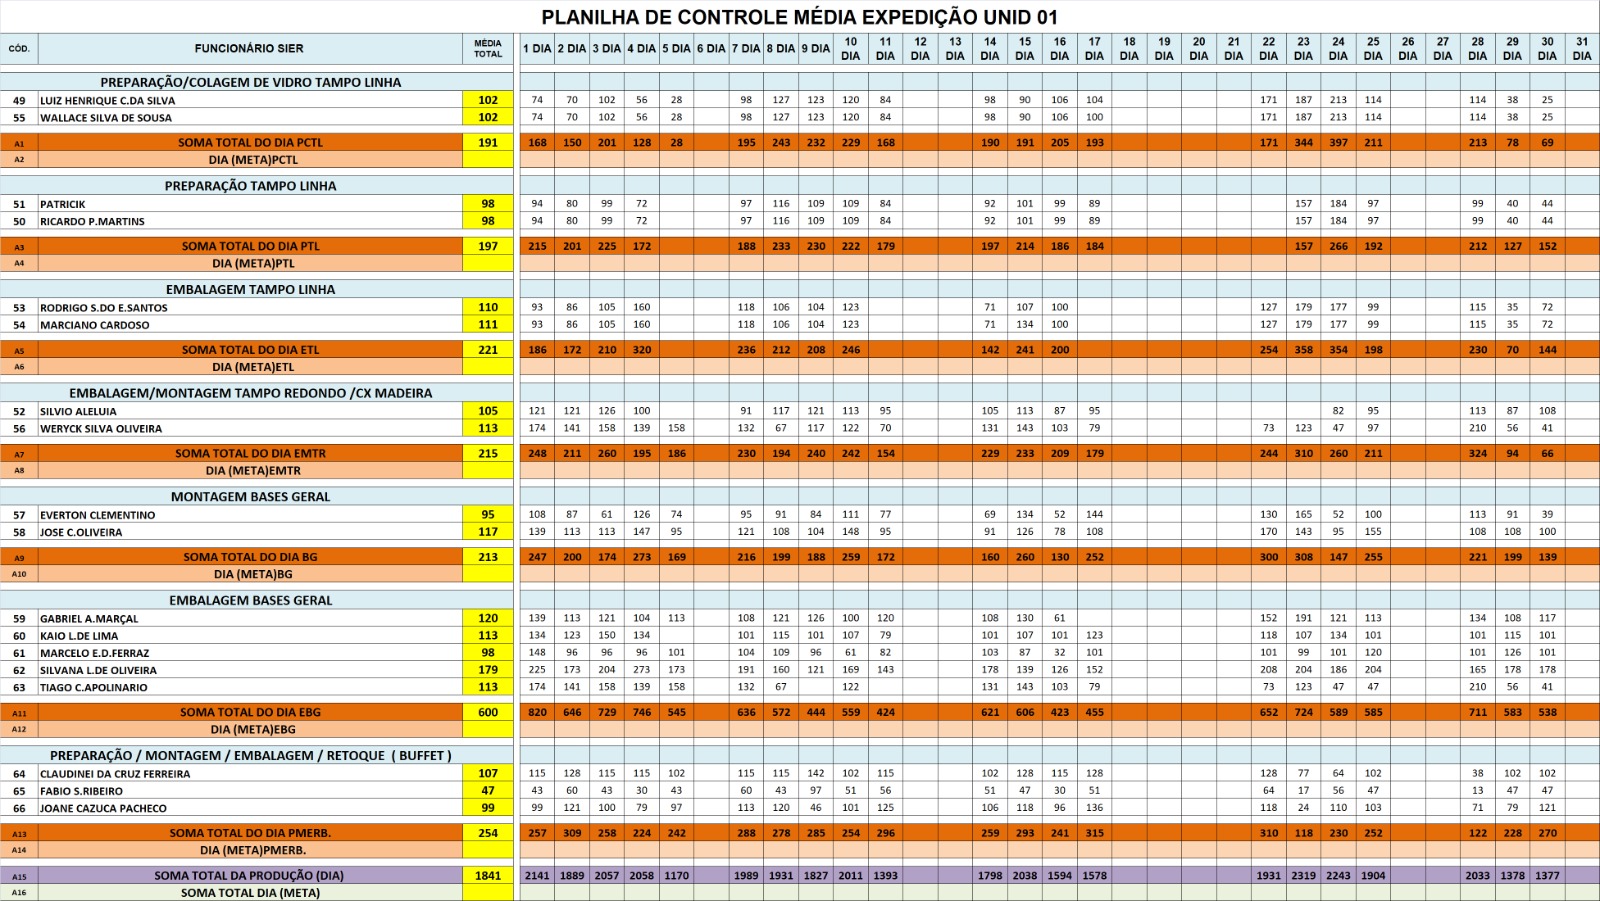 PLANILHA DE CONTROLE MÉDIA EXPEDIÇÃO UNID 01
CÓD. FUNCIONÁRIO SIER MÉDIA TOTAL 1 DIA 2 DIA 3 DIA 4 DIA 5 DIA 6 DIA 7 DIA 8 DIA 9 DIA 10 DIA 11 DIA 12 DIA 13 DIA 14 DIA 15 DIA 16 DIA 17 DIA 18 DIA 19 DIA 20 DIA 21 DIA 22 DIA 23 DIA 24 DIA 25 DIA 26 DIA 27 DIA 28 DIA 29 DIA 30 DIA 31 DIA
PREPARAÇÃO/COLAGEM DE VIDRO TAMPO LINHA
49 LUIZ HENRIQUE C.DA SILVA 102 74 70 102 56 28 98 127 123 120 84 98 90 106 104 171 187 213 114 114 38 25
55 WALLACE SILVA DE SOUSA 102 74 70 102 56 28 98 127 123 120 84 98 90 106 100 171 187 213 114 114 38 25
A1 SOMA TOTAL DO DIA PCTL 191 168 150 201 128 28 195 243 232 229 168 190 191 205 193 171 344 397 211 213 78 69
A2 DIA (META)PCTL
PREPARAÇÃO TAMPO LINHA
51 PATRICIK 98 94 80 99 72 97 116 109 109 84 92 101 99 89 157 184 97 99 40 44
50 RICARDO P.MARTINS 98 94 80 99 72 97 116 109 109 84 92 101 99 89 157 184 97 99 40 44
A3 SOMA TOTAL DO DIA PTL 197 215 201 225 172 188 233 230 222 179 197 214 186 184 157 266 192 212 127 152
A4 DIA (META)PTL
EMBALAGEM TAMPO LINHA
53 RODRIGO S.DO E.SANTOS 110 93 86 105 160 118 106 104 123 71 107 100 127 179 177 99 115 35 72
54 MARCIANO CARDOSO 111 93 86 105 160 118 106 104 123 71 134 100 127 179 177 99 115 35 72
A5 SOMA TOTAL DO DIA ETL 221 186 172 210 320 236 212 208 246 142 241 200 254 358 354 198 230 70 144
A6 DIA (META)ETL
EMBALAGEM/MONTAGEM TAMPO REDONDO /CX MADEIRA
52 SILVIO ALELUIA 105 121 121 126 100 91 117 121 113 95 105 113 87 95 82 95 113 87 108
56 WERYCK SILVA OLIVEIRA 113 174 141 158 139 158 132 67 117 122 70 131 143 103 79 73 123 47 97 210 56 41
A7 SOMA TOTAL DO DIA EMTR 215 248 211 260 195 186 230 194 240 242 154 229 233 209 179 244 310 260 211 324 94 66
A8 DIA (META)EMTR
MONTAGEM BASES GERAL
57 EVERTON CLEMENTINO 95 108 87 61 126 74 95 91 84 111 77 69 134 52 144 130 165 52 100 113 91 39
58 JOSE C.OLIVEIRA 117 139 113 113 147 95 121 108 104 148 95 91 126 78 108 170 143 95 155 108 108 100
A9 SOMA TOTAL DO DIA BG 213 247 200 174 273 169 216 199 188 259 172 160 260 130 252 300 308 147 255 221 199 139
A10 DIA (META)BG
EMBALAGEM BASES GERAL
59 GABRIEL A.MARÇAL 120 139 113 121 104 113 108 121 126 100 120 108 130 61 152 191 121 113 134 108 117
60 KAIO L.DE LIMA 113 134 123 150 134 101 115 101 107 79 101 107 101 123 118 107 134 101 101 115 101
61 MARCELO E.D.FERRAZ 98 148 96 96 96 101 104 109 96 61 82 103 87 32 101 101 99 101 120 101 126 101
62 SILVANA L.DE OLIVEIRA 179 225 173 204 273 173 191 160 121 169 143 178 139 126 152 208 204 186 204 165 178 178
63 TIAGO C.APOLINARIO 113 174 141 158 139 158 132 67 122 131 143 103 79 73 123 47 47 210 56 41
A11 SOMA TOTAL DO DIA EBG 600 820 646 729 746 545 636 572 444 559 424 621 606 423 455 652 724 589 585 711 583 538
A12 DIA (META)EBG
PREPARAÇÃO / MONTAGEM / EMBALAGEM / RETOQUE ( BUFFET )
64 CLAUDINEI DA CRUZ FERREIRA 107 115 128 115 115 102 115 115 142 102 115 102 128 115 128 128 77 64 102 38 102 102
65 FABIO S.RIBEIRO 47 43 60 43 30 43 60 43 97 51 56 51 47 30 51 64 17 56 47 13 47 47
66 JOANE CAZUCA PACHECO 99 99 121 100 79 97 113 120 46 101 125 106 118 96 136 118 24 110 103 71 79 121
A13 SOMA TOTAL DO DIA PMERB. 254 257 309 258 224 242 288 278 285 254 296 259 293 241 315 310 118 230 252 122 228 270
A14 DIA (META)PMERB.
A15 SOMA TOTAL DA PRODUÇÃO (DIA) 1841 2141 1889 2057 2058 1170 1989 1931 1827 2011 1393 1798 2038 1594 1578 1931 2319 2243 1904 2033 1378 1377
A16 SOMA TOTAL DIA (META)